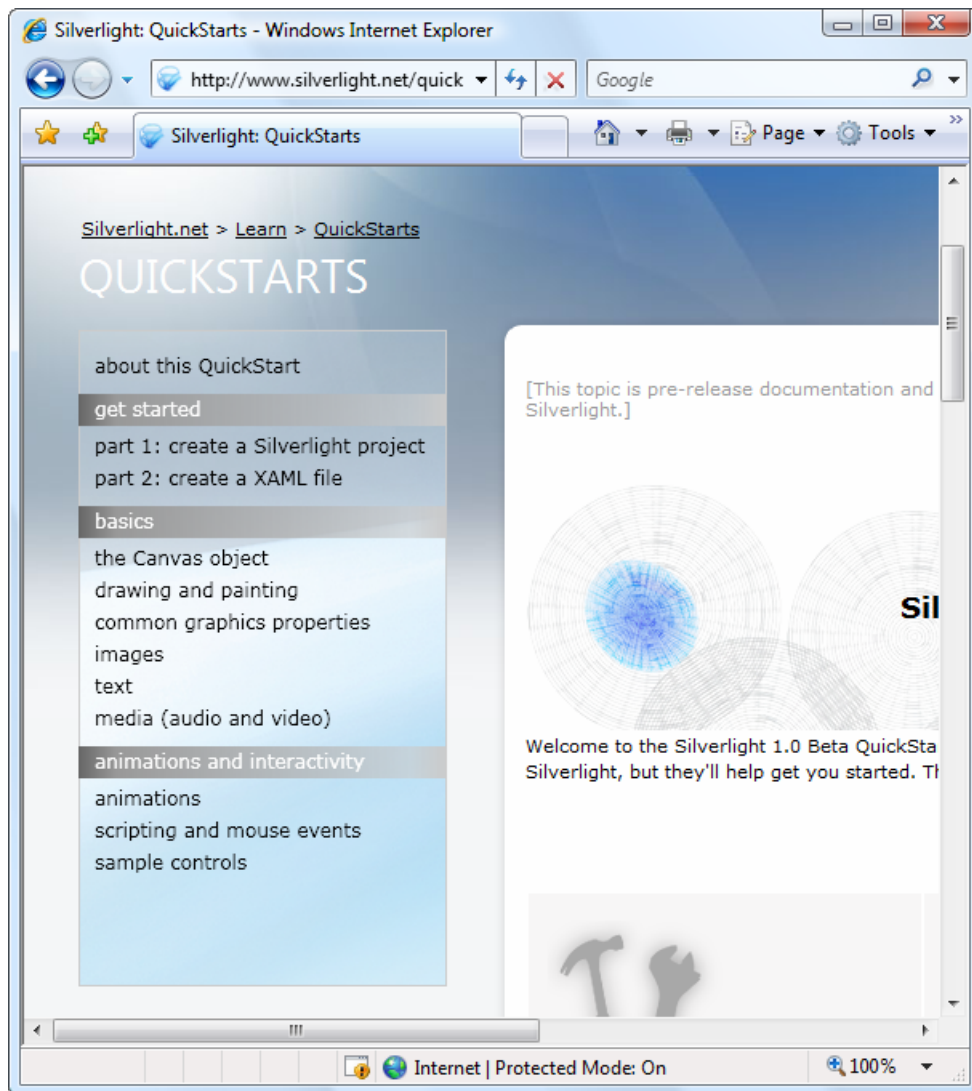 Silverlight: QuickStarts - Windows Internet Explorer
http://www.silverlight.net/quick
Google
Silverlight: QuickStarts
Page
Tools
Silverlight.net > Learn > QuickStarts
QUICKSTARTS
about this QuickStart
get started
part 1: create a Silverlight project
part 2: create a XAML file
basics
the Canvas object
drawing and painting
common graphics properties
images
text
media (audio and video)
animations and interactivity
animations
scripting and mouse events
sample controls
[This topic is pre-release documentation and
Silverlight.]
Sil
Welcome to the Silverlight 1.0 Beta QuickSta
Silverlight, but they'll help get you started. Th
Internet | Protected Mode: On
100%